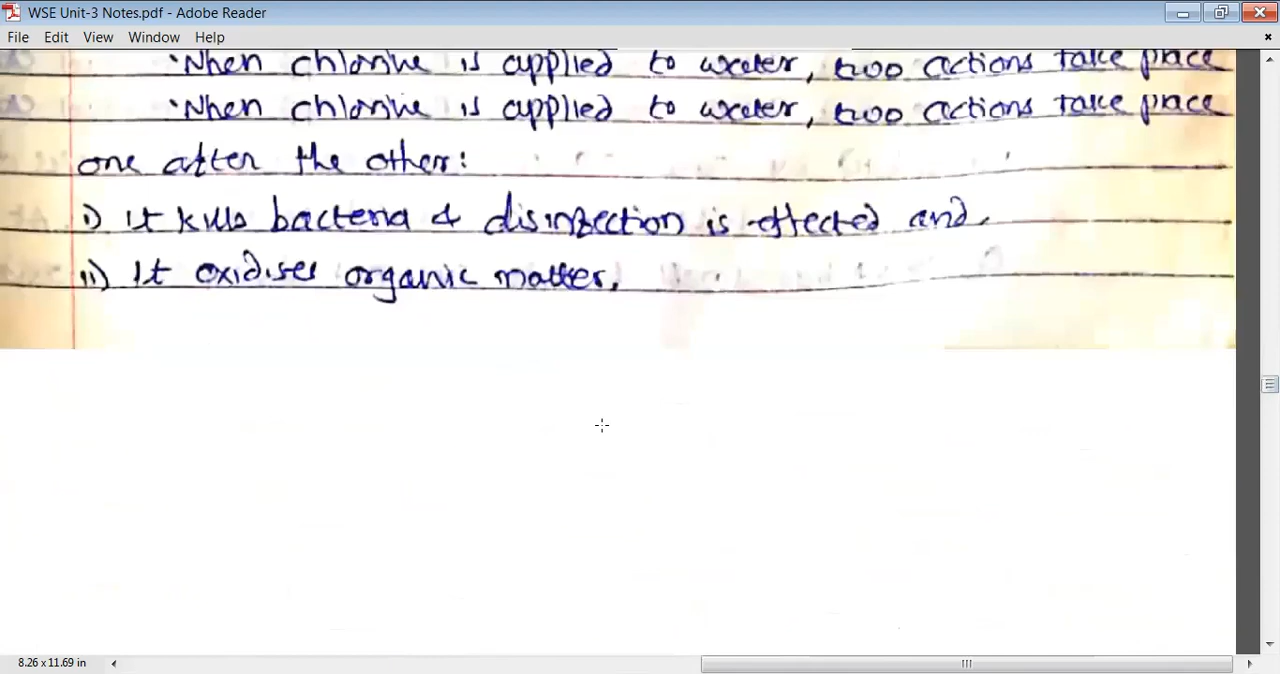 WSE Unit-3 Notes.pdf - Adobe Reader
File Edit View Window Help
When chlorine is applied to water, two actions take place
When chlorine is applied to water, two actions take place
one after the other:
i) It kills bacteria & disinfection is effected and,
ii) It oxidises organic matter.
8.26 x 11.69 in